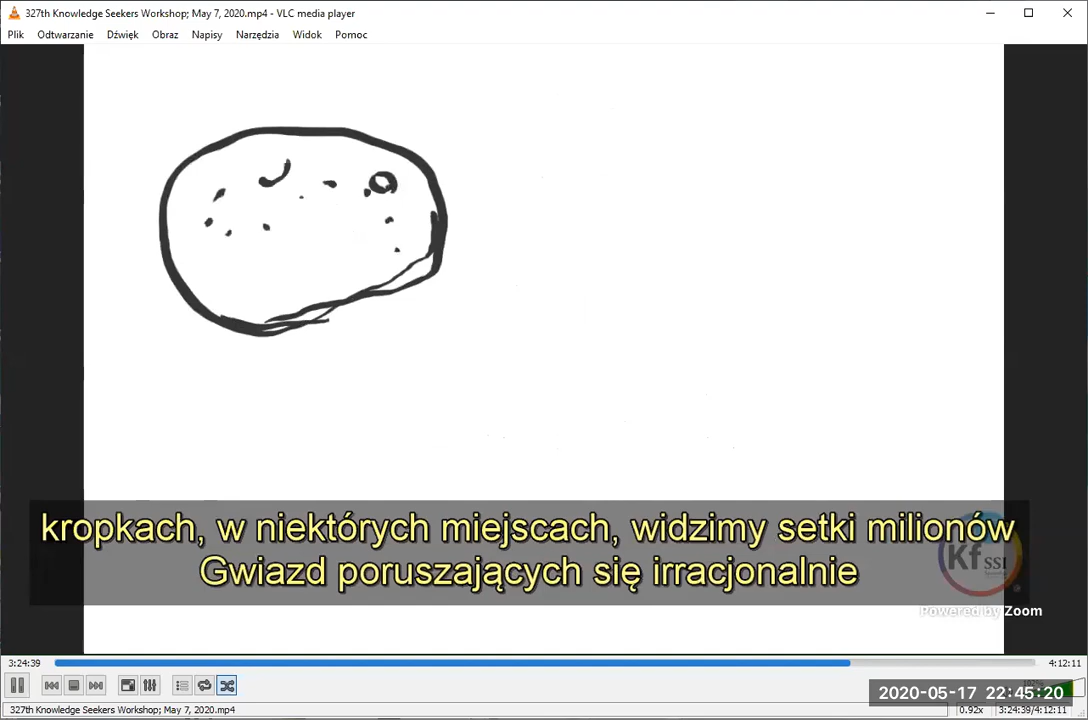 327th Knowledge Seekers Workshop; May 7, 2020.mp4 - VLC media player
Plik Odtwarzanie Dźwięk Obraz Napisy Narzędzia Widok Pomoc
kropkach, w niektórych miejscach, widzimy setki milionów
Gwiazd poruszających się irracjonalnie
Kf SSI
Powered by Zoom
3:24:39 4:12:11
102%
2020-05-17 22:45:20
327th Knowledge Seekers Workshop; May 7, 2020.mp4 0.92x 3:24:39/4:12:11